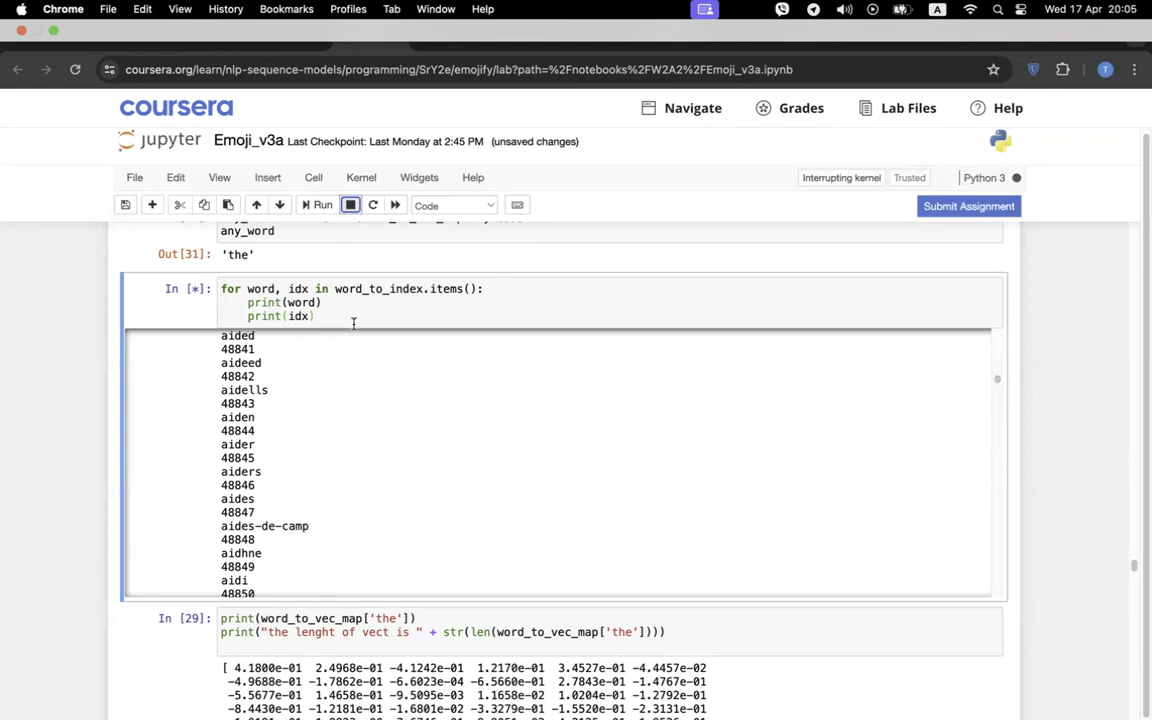 Chrome File Edit View History Bookmarks Profiles Tab Window Help A Wed 17 Apr 20:05
coursera.org/learn/nlp-sequence-models/programming/SrY2e/emojify/lab?path=%2Fnotebooks%2FW2A2%2FEmoji_v3a.ipynb T
coursera Navigate Grades Lab Files Help
jupyter Emoji_v3a Last Checkpoint: Last Monday at 2:45 PM (unsaved changes)
File Edit View Insert Cell Kernel Widgets Help Interrupting kernel Trusted Python 3
Run Code Submit Assignment
any_word
Out[31]: 'the'
In [*]: for word, idx in word_to_index.items():
print(word)
print(idx)
aided
48841
aideed
48842
aidells
48843
aiden
48844
aider
48845
aiders
48846
aides
48847
aides-de-camp
48848
aidhne
48849
aidi
48850
In [29]: print(word_to_vec_map['the'])
print("the lenght of vect is " + str(len(word_to_vec_map['the'])))
[ 4.1800e-01 2.4968e-01 -4.1242e-01 1.2170e-01 3.4527e-01 -4.4457e-02
-4.9688e-01 -1.7862e-01 -6.6023e-04 -6.5660e-01 2.7843e-01 -1.4767e-01
-5.5677e-01 1.4658e-01 -9.5095e-03 1.1658e-02 1.0204e-01 -1.2792e-01
-8.4430e-01 -1.2181e-01 -1.6801e-02 -3.3279e-01 -1.5520e-01 -2.3131e-01